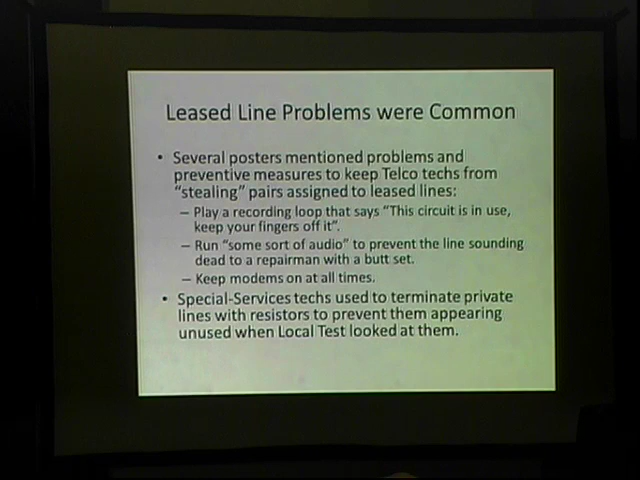 Leased Line Problems were Common
• Several posters mentioned problems and
preventive measures to keep Telco techs from
“stealing” pairs assigned to leased lines:
– Play a recording loop that says “This circuit is in use,
keep your fingers off it”.
– Run “some sort of audio” to prevent the line sounding
dead to a repairman with a butt set.
– Keep modems on at all times.
• Special-Services techs used to terminate private
lines with resistors to prevent them appearing
unused when Local Test looked at them.